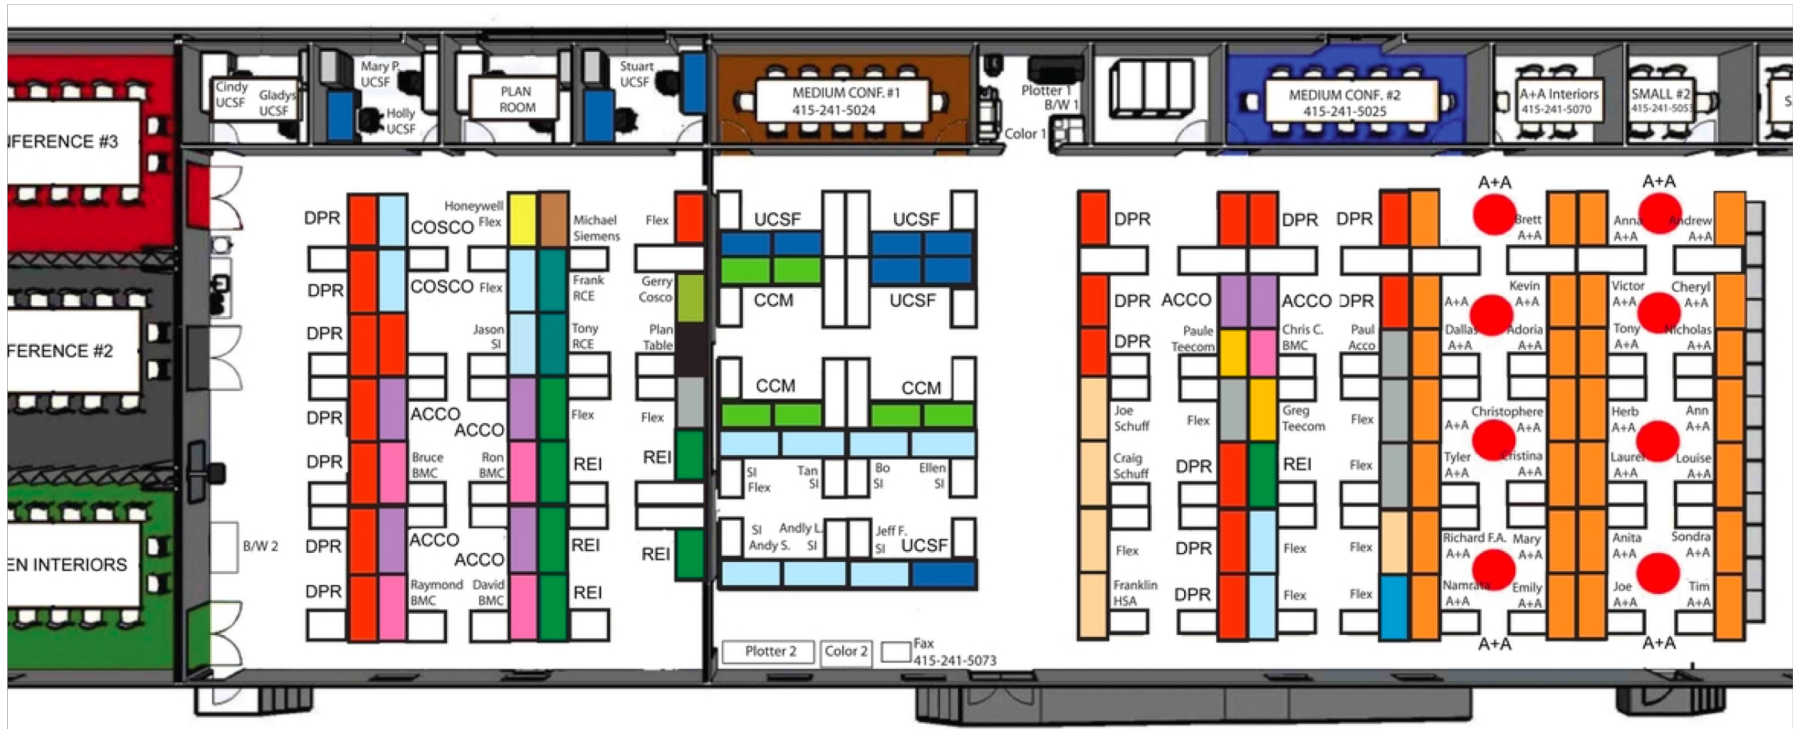 Cindy
UCSF
Gladys
UCSF
Mary P.
UCSF
Holly
UCSF
PLAN
ROOM
Stuart
UCSF
MEDIUM CONF. #1
415-241-5024
Plotter 1
B/W 1
Color 1
MEDIUM CONF. #2
415-241-5025
A+A Interiors
415-241-5070
SMALL #2
415-241-5053
S
NFERENCE #3
FERENCE #2
EN INTERIORS
B/W 2
DPR
DPR
DPR
DPR
DPR
DPR
DPR
COSCO
COSCO
ACCO
Bruce
BMC
ACCO
Raymond
BMC
Honeywell
Flex
Flex
Jason
SI
ACCO
Ron
BMC
ACCO
David
BMC
Michael
Siemens
Frank
RCE
Tony
RCE
Flex
REI
REI
REI
Flex
Gerry
Cosco
Plan
Table
Flex
REI
REI
UCSF
UCSF
CCM
UCSF
CCM
CCM
SI
Flex
Tan
SI
Bo
SI
Ellen
SI
SI
Andy S.
Andly L.
SI
Jeff F.
SI
UCSF
Plotter 2
Color 2
Fax
415-241-5073
DPR
DPR
DPR
Joe
Schuff
Craig
Schuff
Flex
Franklin
HSA
ACCO
Paule
Teecom
Flex
DPR
DPR
DPR
DPR
ACCO
Chris C.
BMC
Greg
Teecom
REI
Flex
Flex
DPR
DPR
Paul
Acco
Flex
Flex
Flex
Flex
A+A
A+A
Brett
A+A
Anna
A+A
Andrew
A+A
A+A
Kevin
A+A
Victor
A+A
Cheryl
A+A
Dallas
A+A
Adoria
A+A
Tony
A+A
Nicholas
A+A
Christophere
A+A
A+A
Herb
A+A
Ann
A+A
Tyler
A+A
Cristina
A+A
Laurel
A+A
Louise
A+A
Richard F.A.
A+A
Mary
A+A
Anita
A+A
Sondra
A+A
Namrata
A+A
Emily
A+A
Joe
A+A
Tim
A+A
A+A
A+A